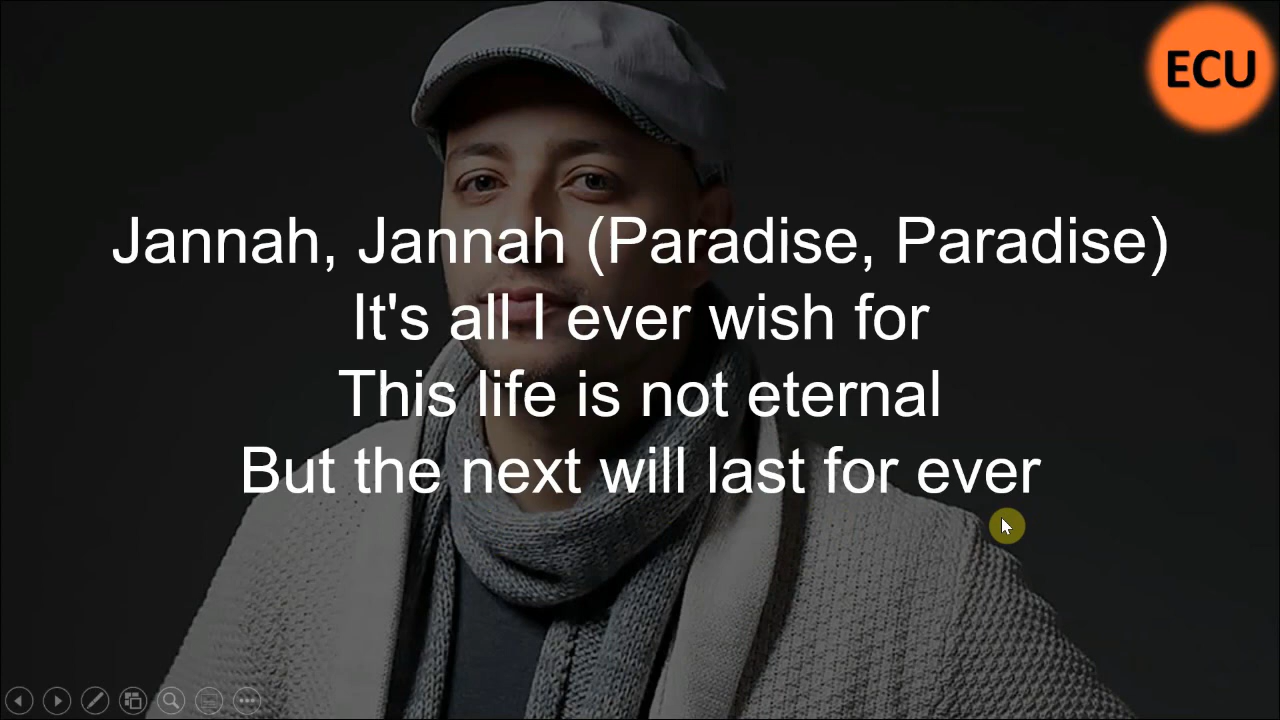 ECU
Jannah, Jannah (Paradise, Paradise)
It's all I ever wish for
This life is not eternal
But the next will last for ever